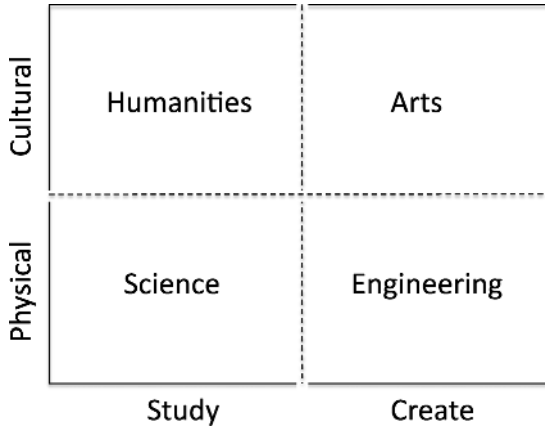 Cultural
Humanities
Arts
Physical
Science
Engineering
Study
Create